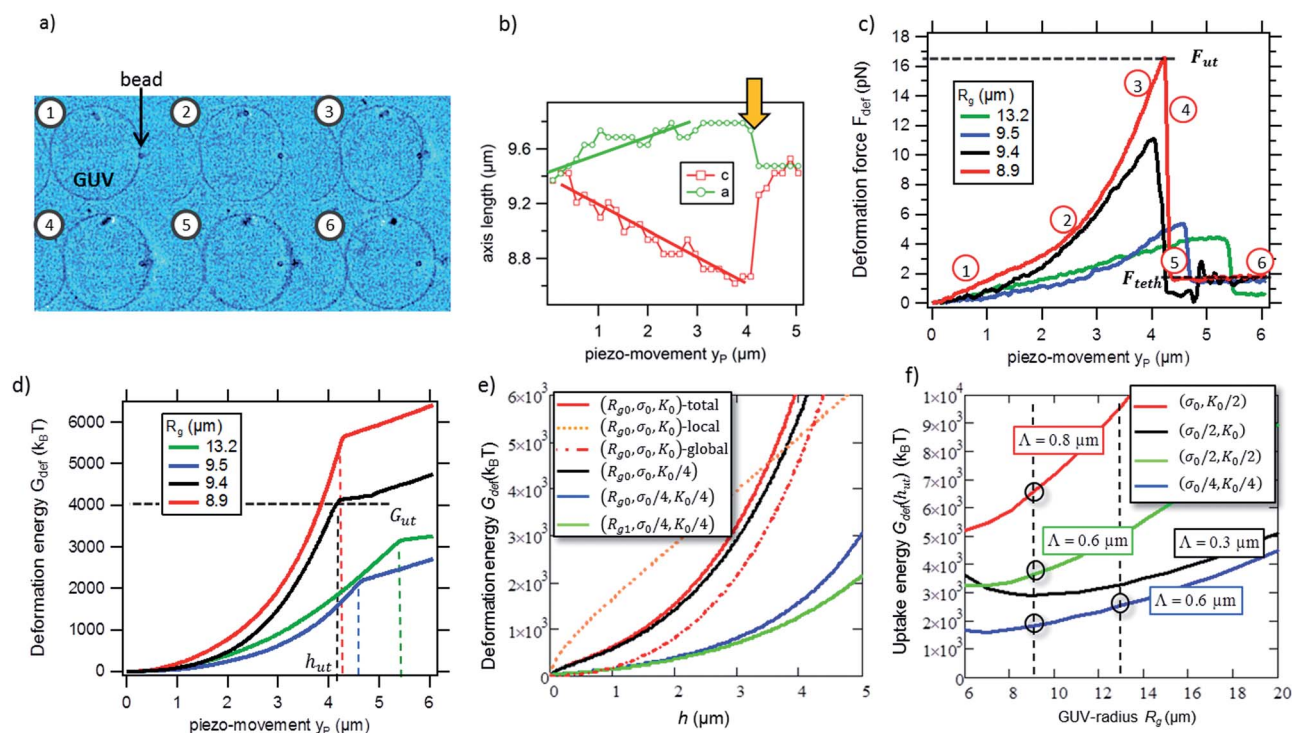 a)
bead
1
2
3
GUV
4
5
6
b)
9.6
9.2
8.8
axis length (μm)
c
a
1
2
3
4
5
piezo-movement yP (μm)
c)
18
16
14
12
10
8
6
4
2
0
Deformation force Fdef (pN)
Fut
Rg (μm)
13.2
9.5
9.4
8.9
1
2
3
4
5
6
Fteth
0
1
2
3
4
5
6
piezo-movement yP (μm)
d)
6000
5000
4000
3000
2000
1000
0
Deformation energy Gdef (kBT)
Rg (μm)
13.2
9.5
9.4
8.9
Gut
hut
0
1
2
3
4
5
6
piezo-movement yP (μm)
e)
6×10³
5×10³
4×10³
3×10³
2×10³
1×10³
0
Deformation energy Gdef(kBT)
(Rg0, σ0, K0)-total
(Rg0, σ0, K0)-local
(Rg0, σ0, K0)-global
(Rg0, σ0, K0/4)
(Rg0, σ0/4, K0/4)
(Rg1, σ0/4, K0/4)
0
1
2
3
4
5
h (μm)
f)
1×10⁴
9×10³
8×10³
7×10³
6×10³
5×10³
4×10³
3×10³
2×10³
1×10³
0
Uptake energy Gdef(hut) (kBT)
(σ0, K0/2)
(σ0/2, K0)
(σ0/2, K0/2)
(σ0/4, K0/4)
Λ = 0.8 μm
Λ = 0.6 μm
Λ = 0.3 μm
Λ = 0.6 μm
6
8
10
12
14
16
18
20
GUV-radius Rg (μm)